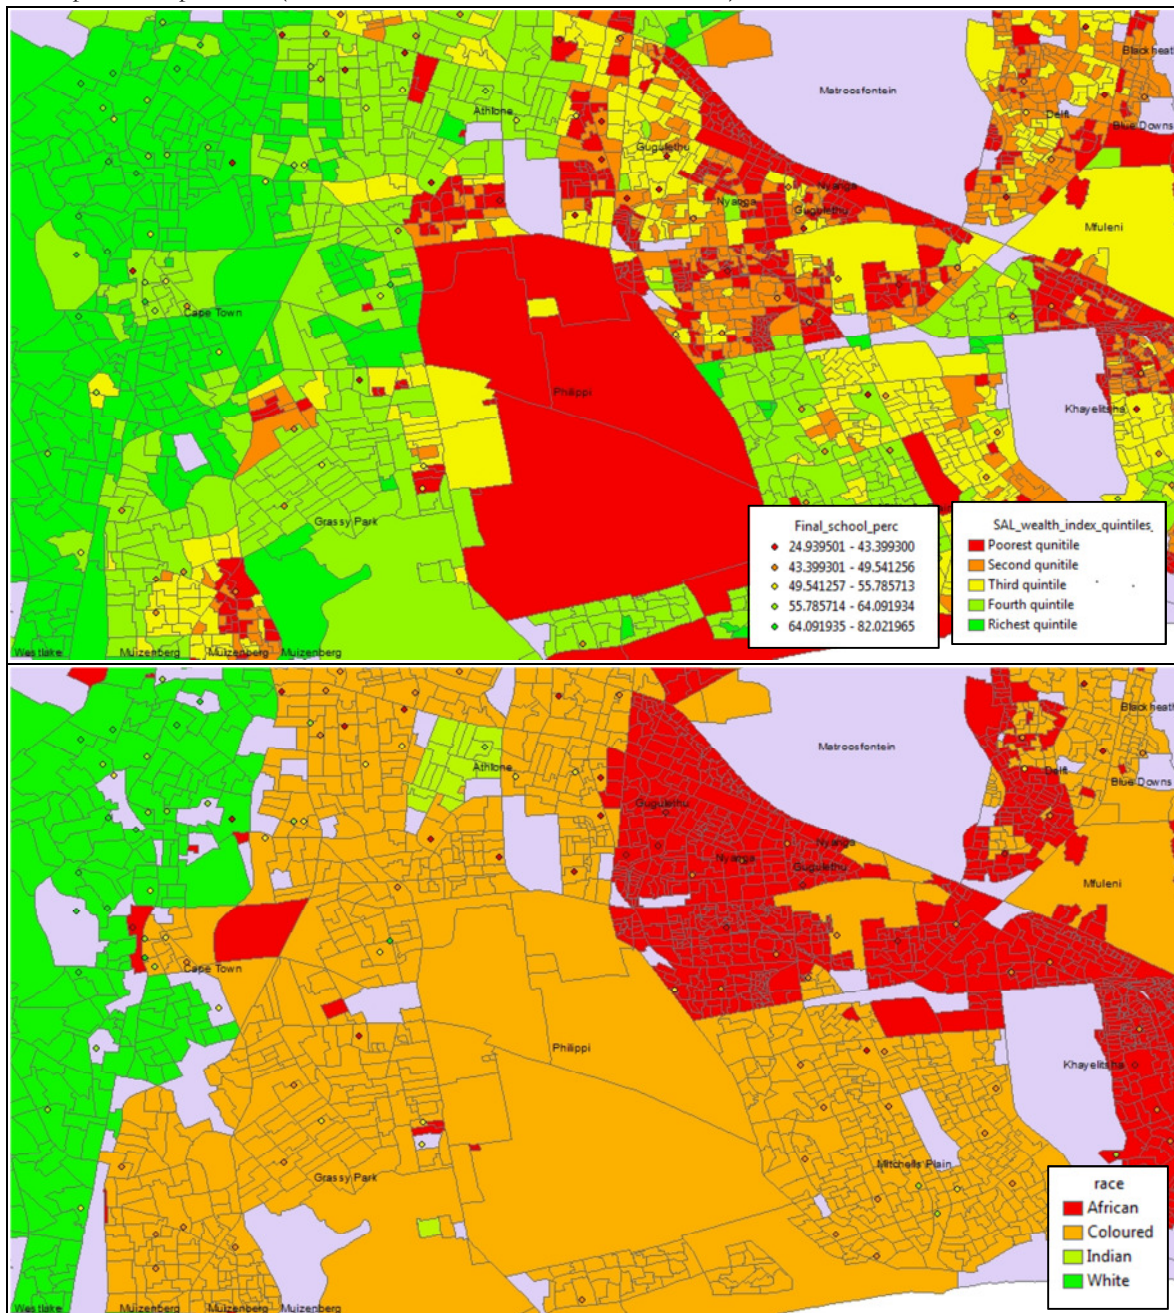 Blackheath
Matroosfontein
Athlone
Delft
Blue Downs
Gugulethu
Nyanga
Nyanga
Gugulethu
Mfuleni
Cape Town
Philippi
Khayelitsha
Grassy Park
Final_school_perc
24.939501 - 43.399300
43.399301 - 49.541256
49.541257 - 55.785713
55.785714 - 64.091934
64.091935 - 82.021965
SAL_wealth_index_quintiles_
Poorest qunitile
Second qunitile
Third quintile
Fourth quintile
Richest quintile
Westlake
Muizenberg
Muizenberg
Muizenberg
Blackheath
Matroosfontein
Athlone
Delft
Blue Downs
Gugulethu
Nyanga
Nyanga
Gugulethu
Mfuleni
Cape Town
Philippi
Khayelitsha
Mitchells Plain
Grassy Park
race
African
Coloured
Indian
White
Westlake
Muizenberg
Muizenberg
Muizenberg